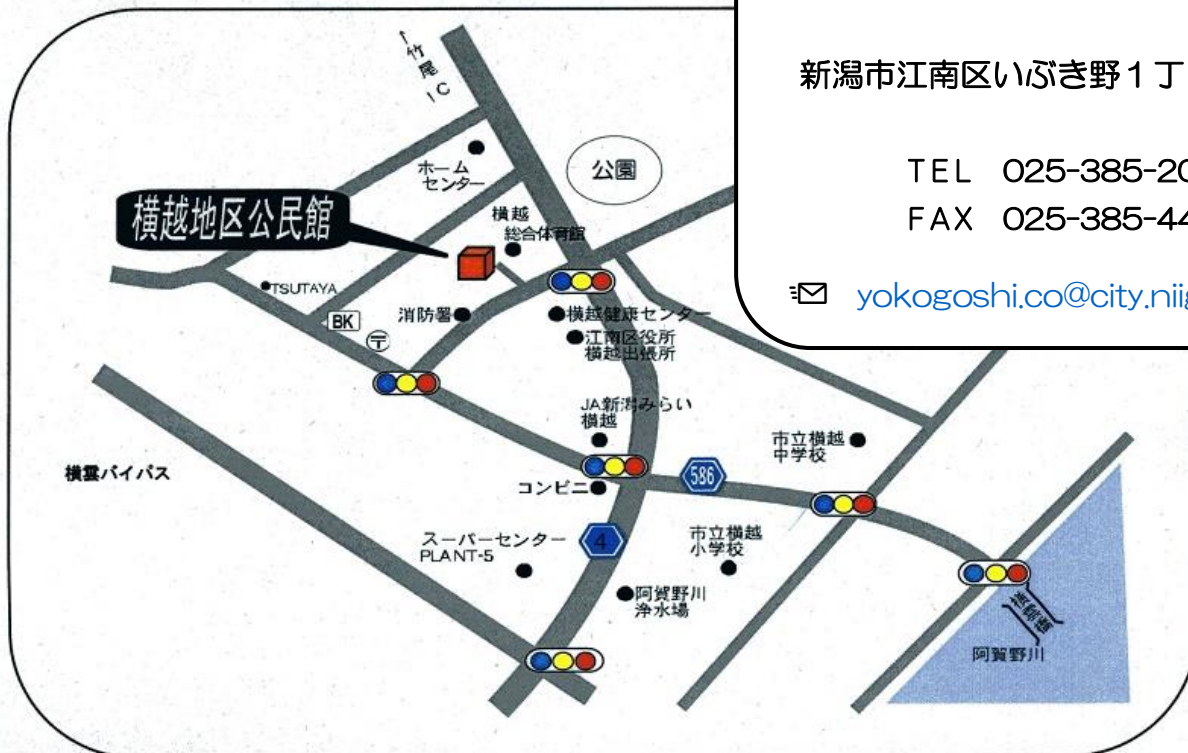 新潟市江南区いぶき野1丁
TEL 025-385-20
FAX 025-385-44
yokogoshi.co@city.niig
↑竹尾IC
ホーム
センター
公園
横越地区公民館
横越
総合体育館
TSUTAYA
BK
〒
消防署
横越健康センター
江南区役所
横越出張所
JA新潟みらい
横越
市立横越
中学校
横雲バイパス
コンビニ
586
スーパーセンター
PLANT-5
4
市立横越
小学校
阿賀野川
浄水場
横雲橋
阿賀野川